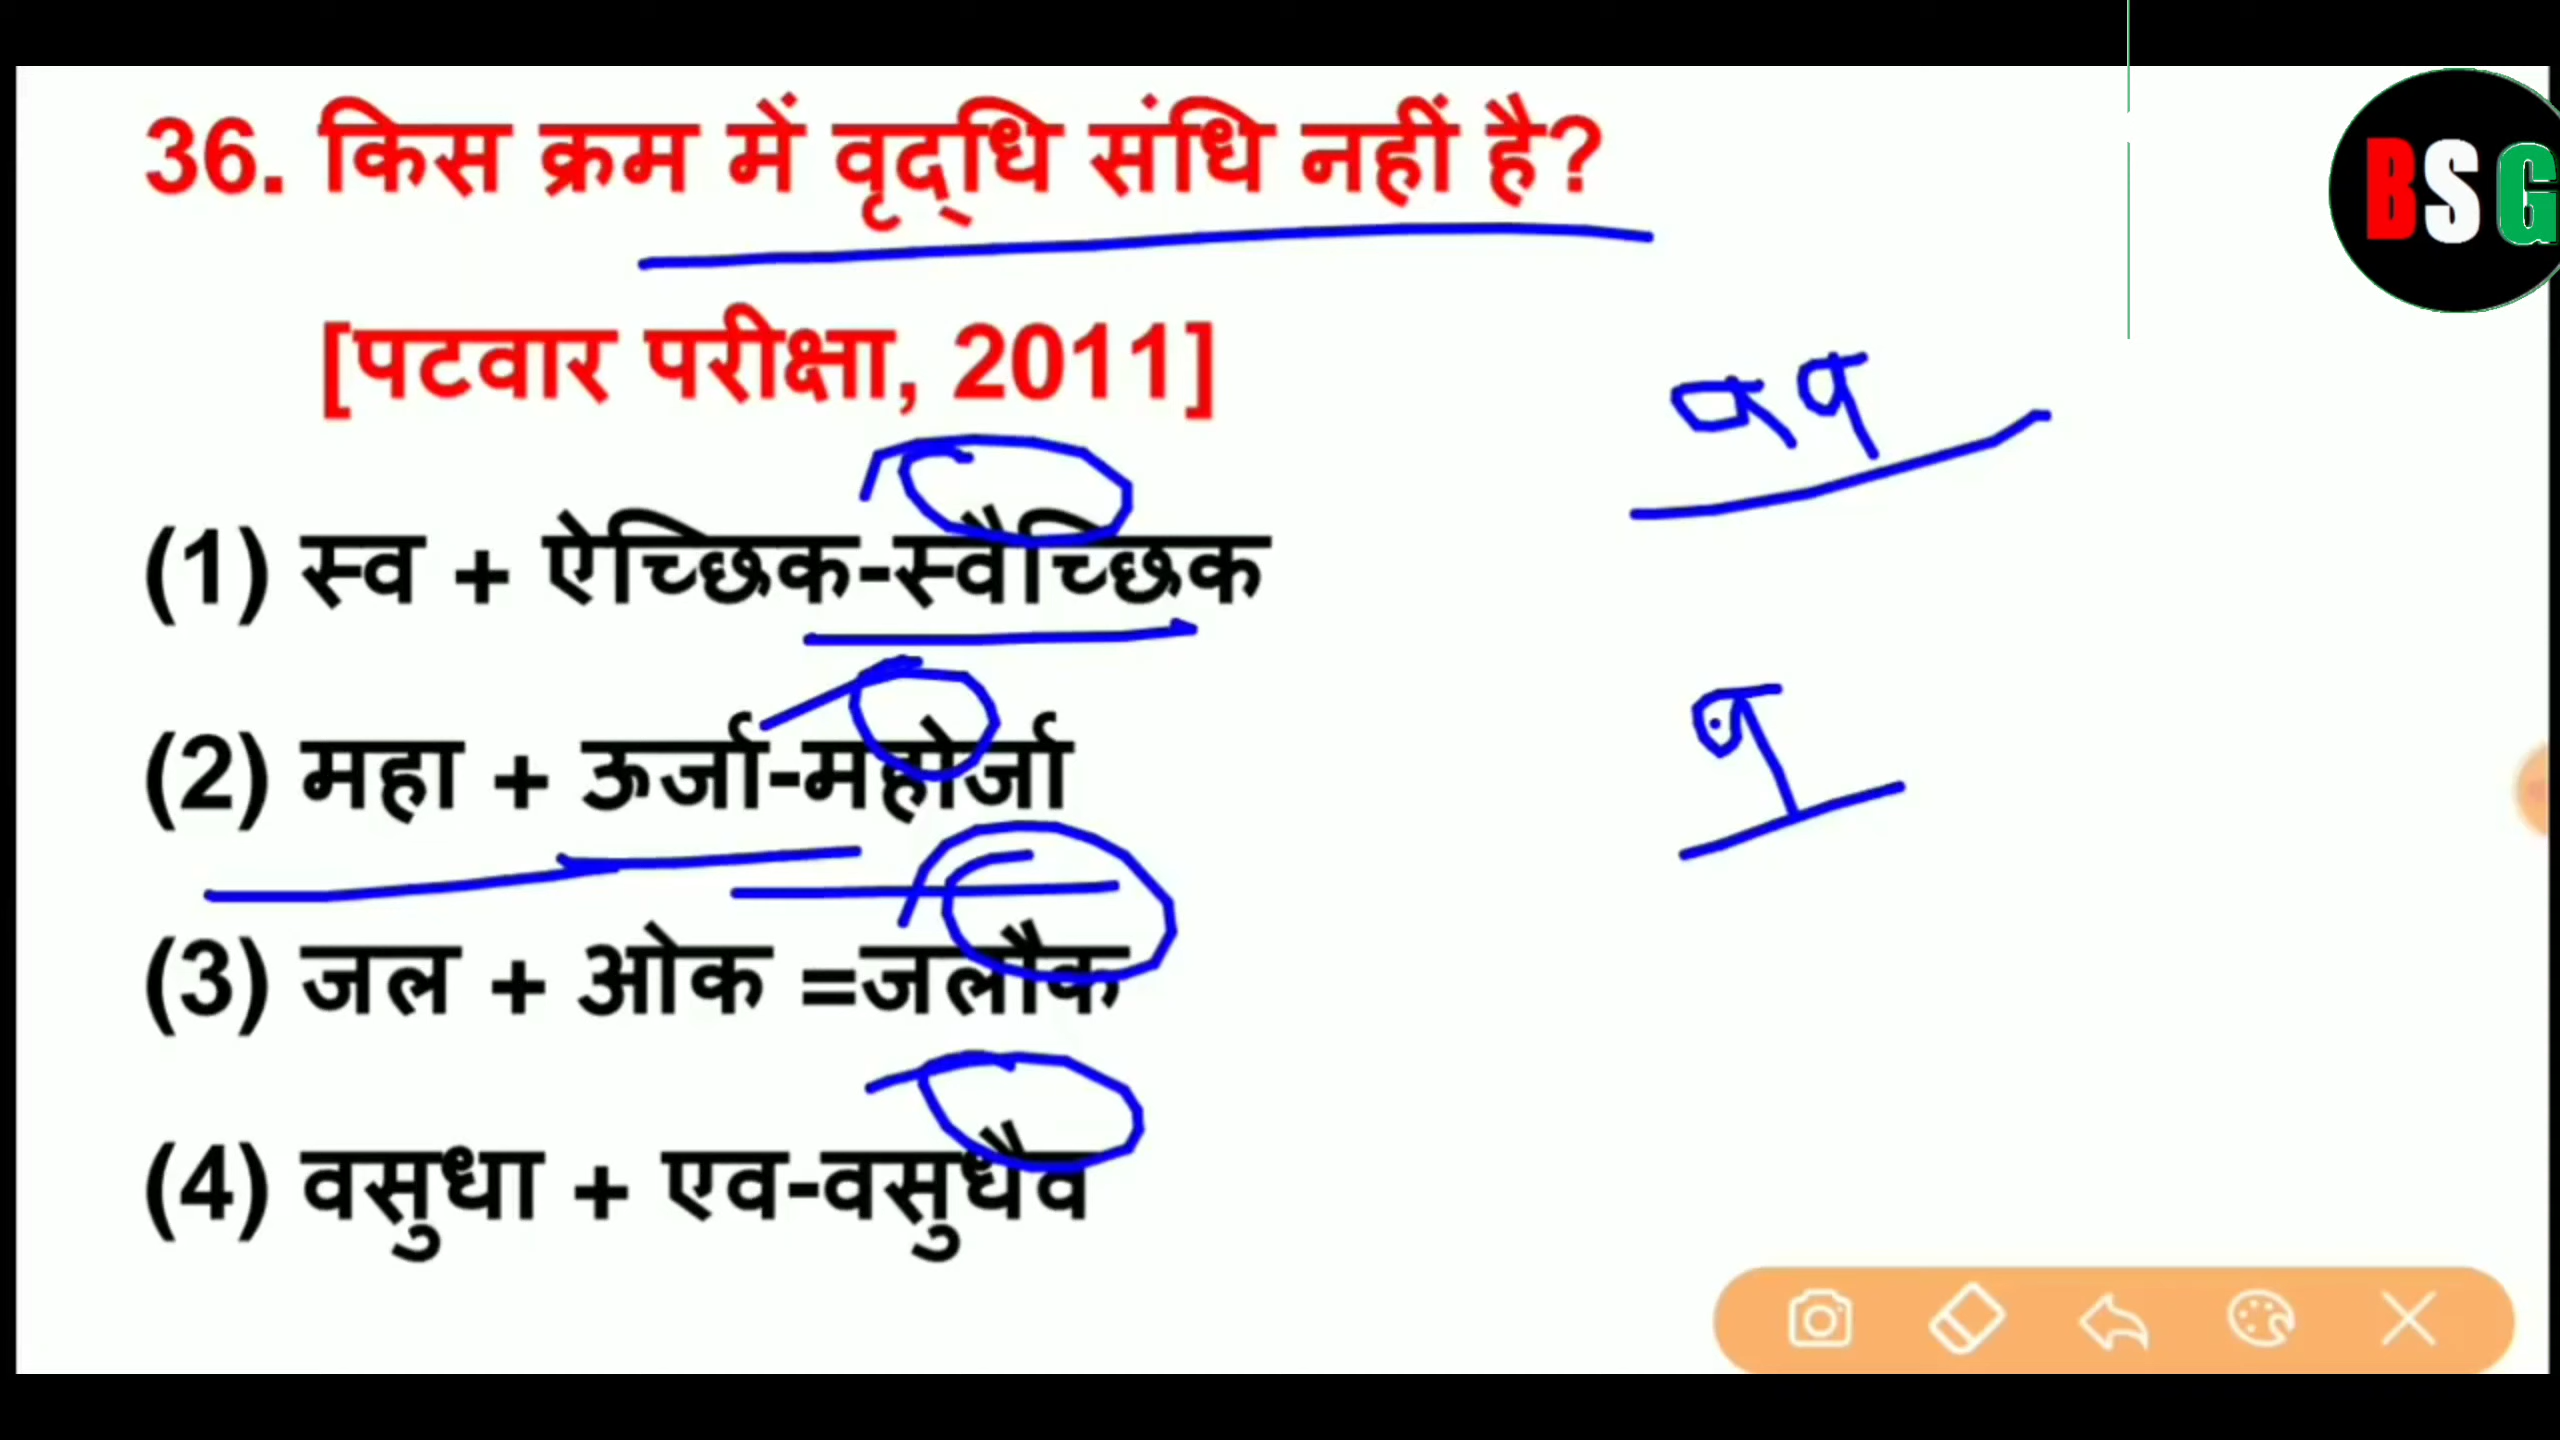 36. किस क्रम में वृद्‌धि संधि नहीं है?
BSG
[पटवार परीक्षा, 2011]
(1) स्व + ऐच्छिक-स्वैच्छिक
(2) महा + ऊर्जा-महोर्जा
(3) जल + ओक =जलौक
(4) वसुधा + एव-वसुधैव